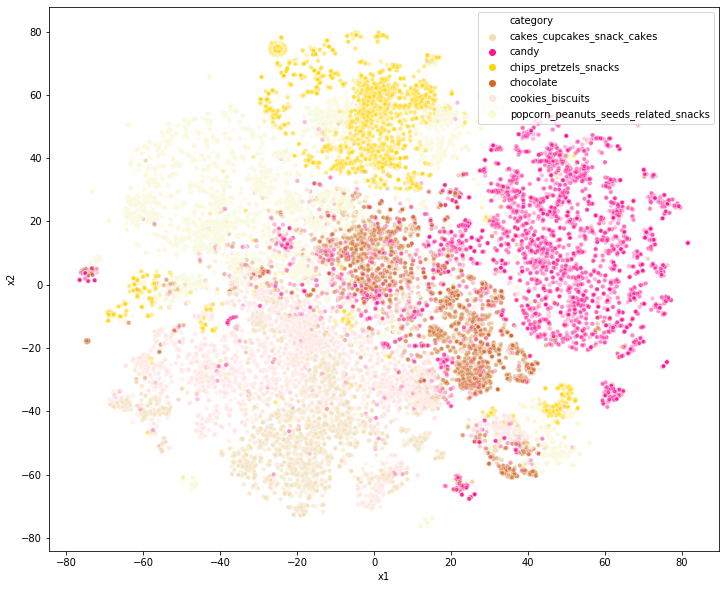 category
cakes_cupcakes_snack_cakes
candy
chips_pretzels_snacks
chocolate
cookies_biscuits
popcorn_peanuts_seeds_related_snacks
80
60
40
20
0
−20
−40
−60
−80
x2
−80 −60 −40 −20 0 20 40 60 80
x1